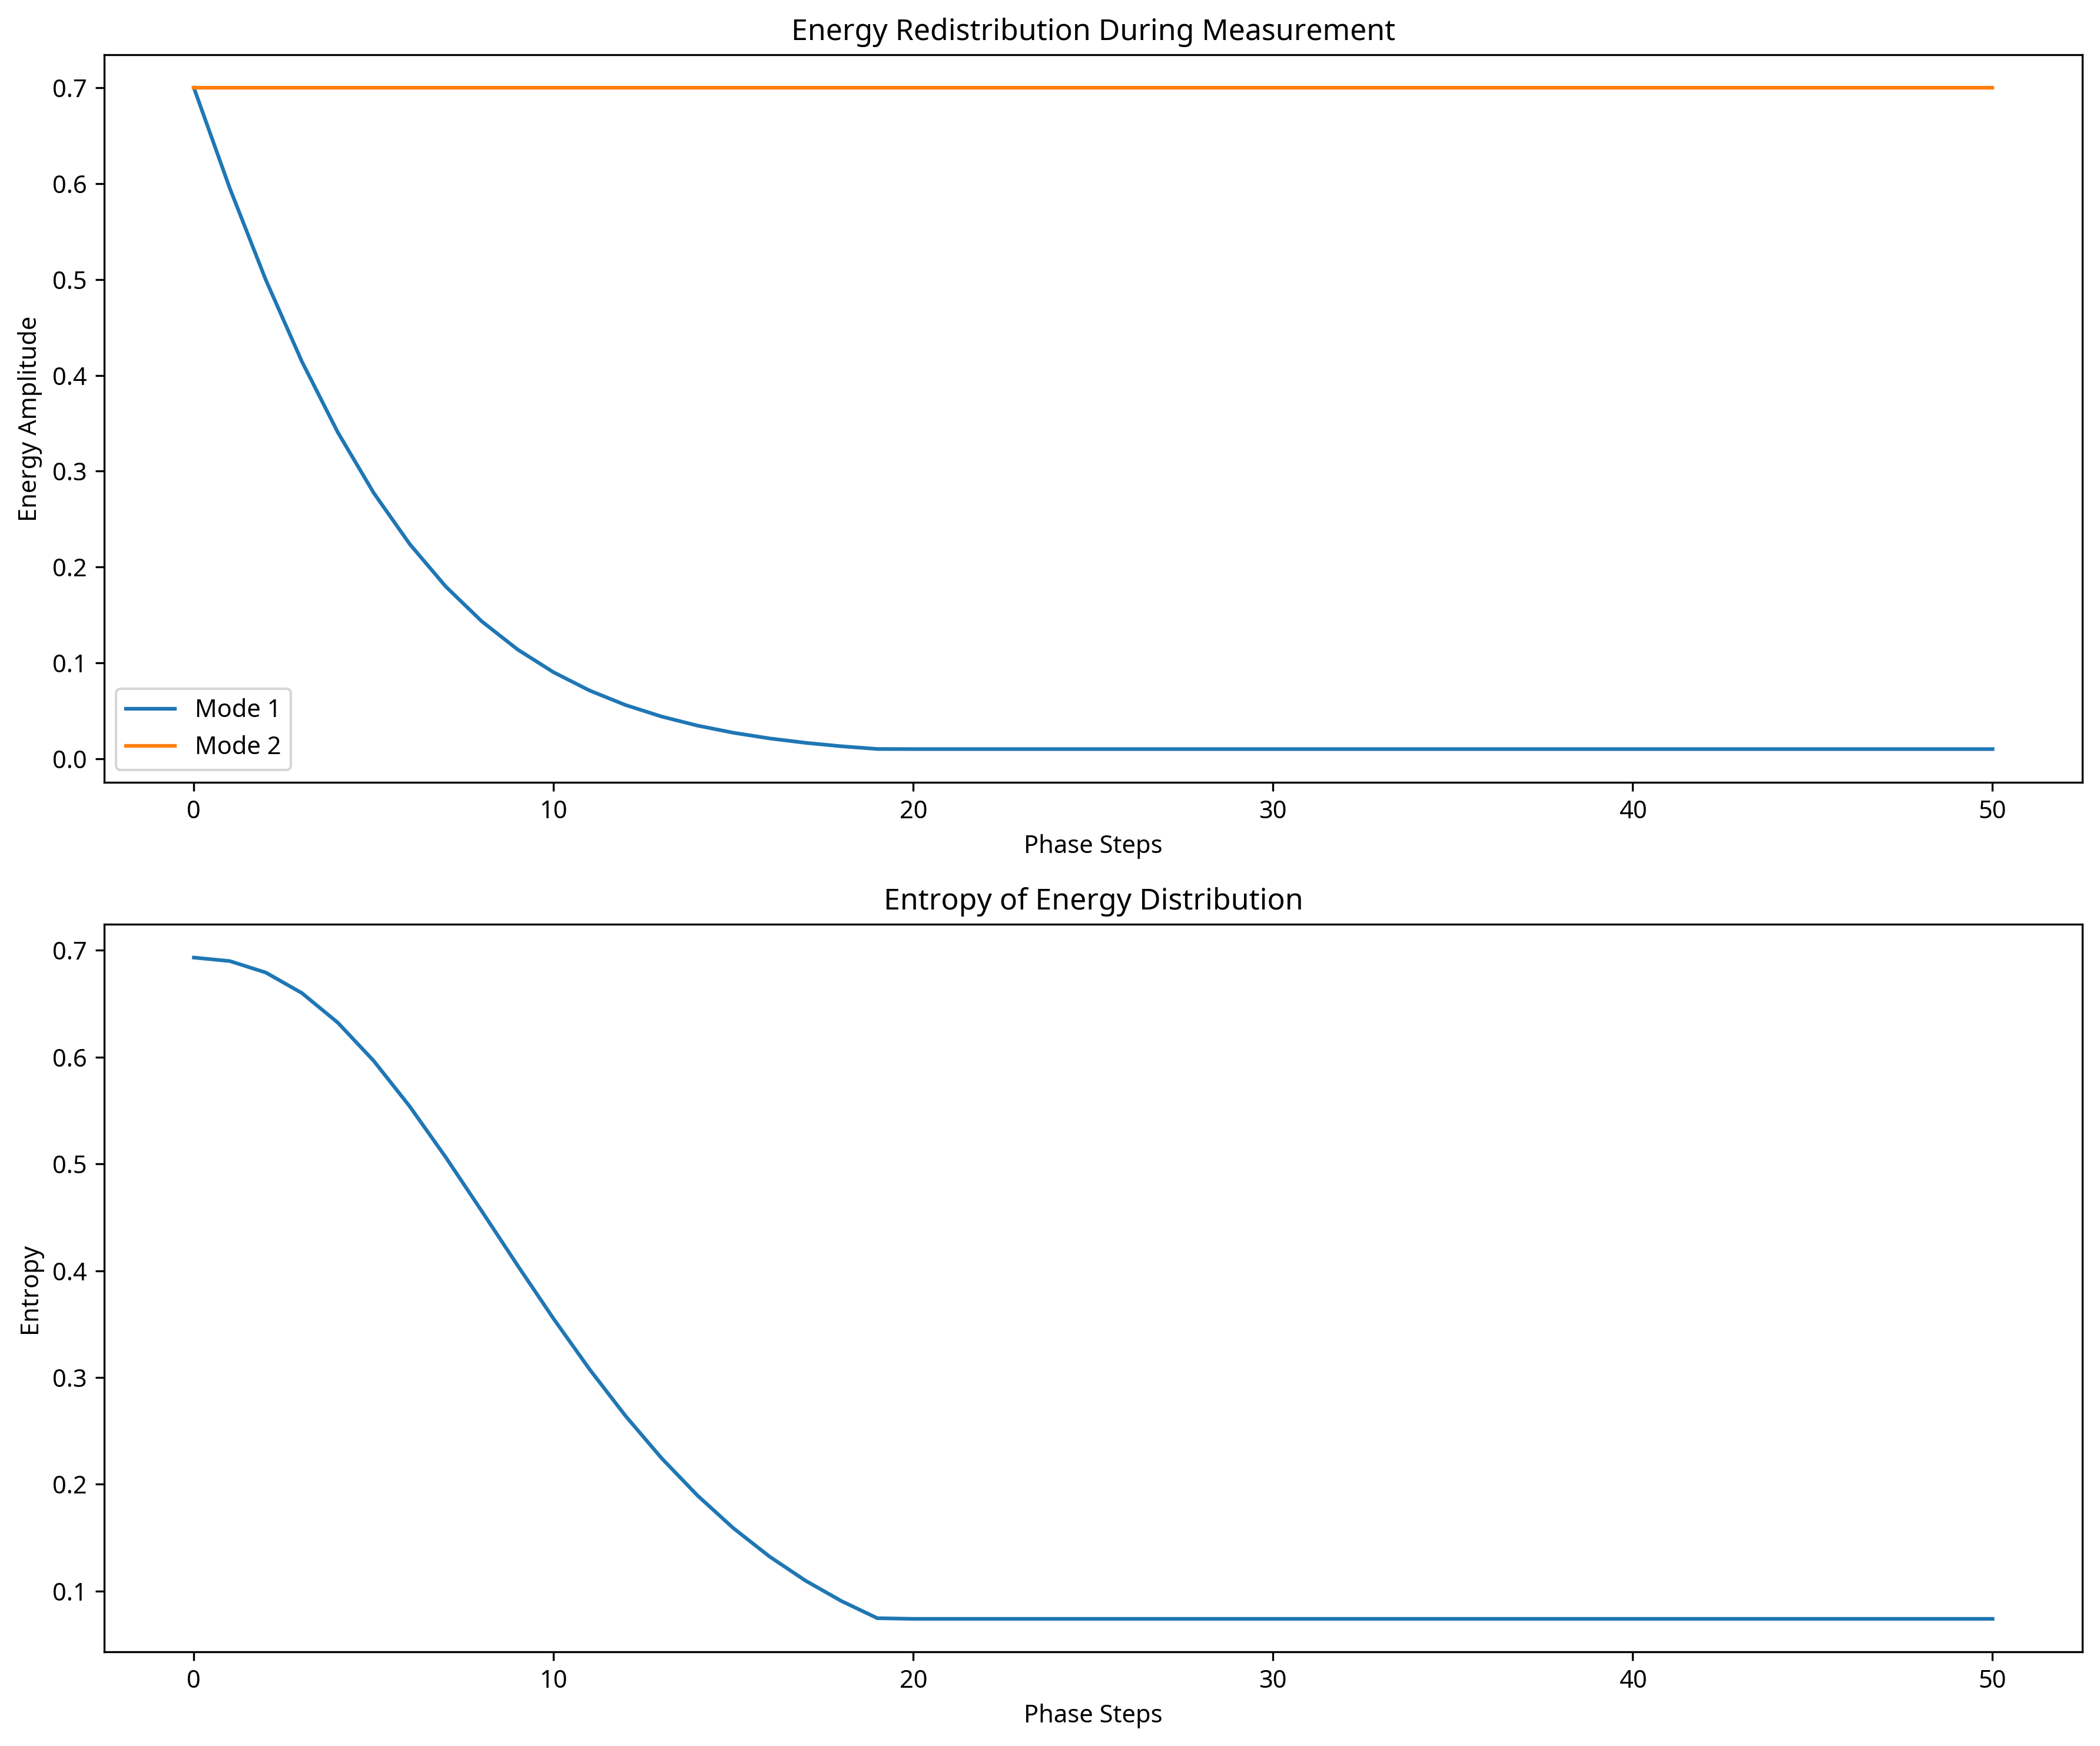 Energy Redistribution During Measurement
0.7
0.6
0.5
0.4
0.3
0.2
0.1
0.0
Energy Amplitude
Mode 1
Mode 2
0 10 20 30 40 50
Phase Steps
Entropy of Energy Distribution
0.7
0.6
0.5
0.4
0.3
0.2
0.1
Entropy
0 10 20 30 40 50
Phase Steps